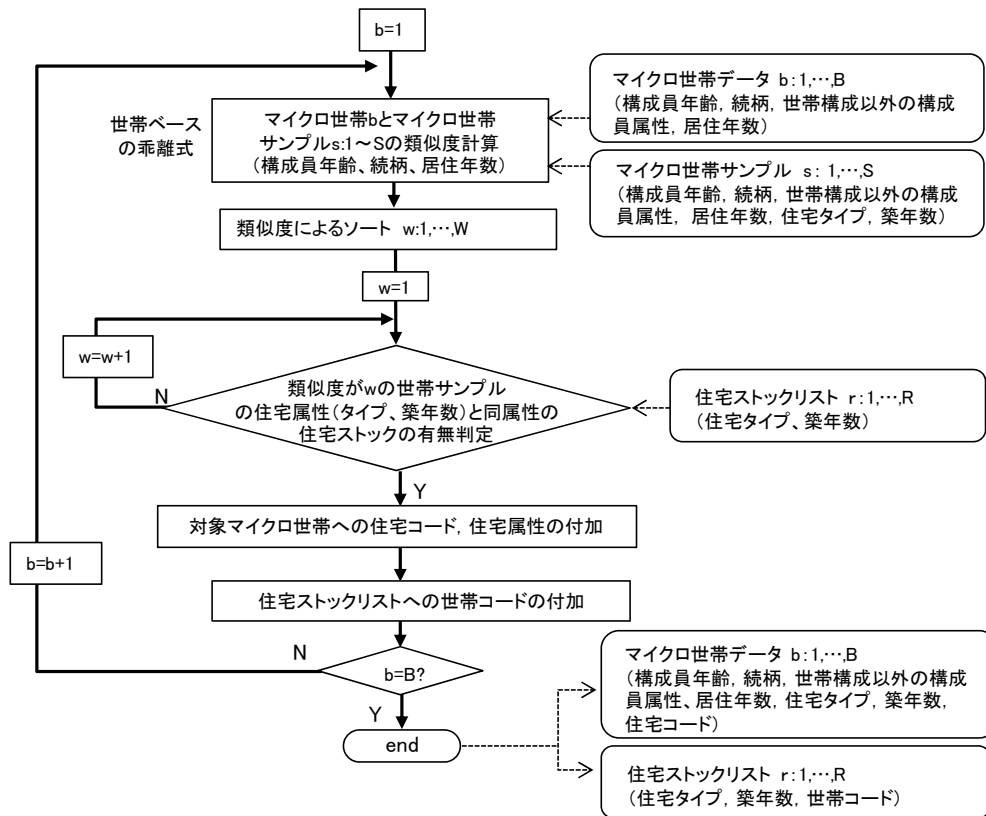 b=1
マイクロ世帯データ b:1,…,B
(構成員年齢, 続柄, 世帯構成以外の構成
員属性, 居住年数)
世帯ベース
の乖離式
マイクロ世帯bとマイクロ世帯
サンプルs:1～Sの類似度計算
(構成員年齢、続柄、居住年数)
マイクロ世帯サンプル s: 1,…,S
(構成員年齢, 続柄, 世帯構成以外の構成
員属性, 居住年数, 住宅タイプ, 築年数)
類似度によるソート w:1,…,W
w=1
w=w+1
N
類似度がwの世帯サンプル
の住宅属性(タイプ、築年数)と同属性の
住宅ストックの有無判定
住宅ストックリスト r:1,…,R
(住宅タイプ、築年数)
Y
対象マイクロ世帯への住宅コード, 住宅属性の付加
b=b+1
住宅ストックリストへの世帯コードの付加
N
b=B?
Y
end
マイクロ世帯データ b:1,…,B
(構成員年齢, 続柄, 世帯構成以外の構成
員属性、居住年数, 住宅タイプ, 築年数,
住宅コード)
住宅ストックリスト r:1,…,R
(住宅タイプ, 築年数, 世帯コード)